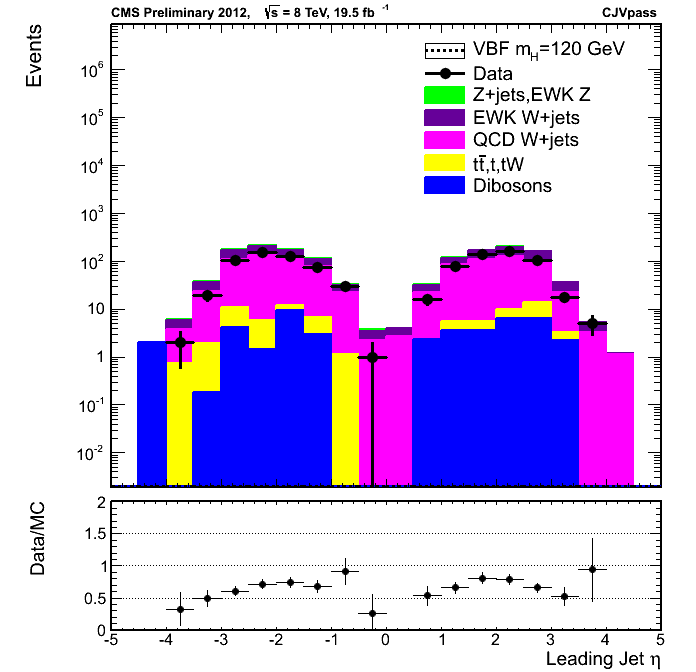 CMS Preliminary 2012, √s = 8 TeV, 19.5 fb⁻¹ CJVpass
Events
10⁶
10⁵
10⁴
10³
10²
10
1
10⁻¹
10⁻²
VBF m_H=120 GeV
Data
Z+jets,EWK Z
EWK W+jets
QCD W+jets
tt̄,t,tW
Dibosons
Data/MC
2
1.5
1
0.5
0
-5 -4 -3 -2 -1 0 1 2 3 4 5
Leading Jet η